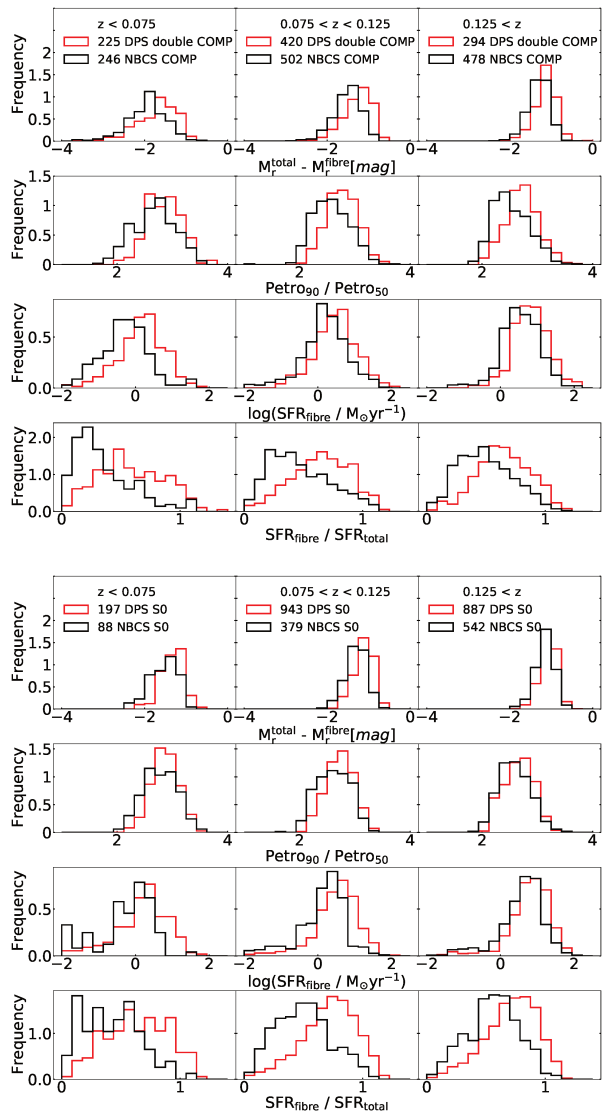 z < 0.075 0.075 < z < 0.125 0.125 < z
225 DPS double COMP 420 DPS double COMP 294 DPS double COMP
246 NBCS COMP 502 NBCS COMP 478 NBCS COMP
Frequency
2
1.5
1
0.5
0
−4 −2 0 −4 −2 0 −4 −2 0
M_r^total - M_r^fibre [mag]
Frequency
1.5
1
0.5
0
2 4 2 4 2 4
Petro90 / Petro50
Frequency
0.5
0.0
−2 0 2 −2 0 2 −2 0 2
log(SFR_fibre / M⊙yr⁻¹)
Frequency
2.0
1.0
0.0
0 1 0 1 0 1
SFR_fibre / SFR_total
z < 0.075 0.075 < z < 0.125 0.125 < z
197 DPS S0 943 DPS S0 887 DPS S0
88 NBCS S0 379 NBCS S0 542 NBCS S0
Frequency
2
1.5
1
0.5
0
−4 −2 0 −4 −2 0 −4 −2 0
M_r^total - M_r^fibre [mag]
Frequency
1.5
1
0.5
0
2 4 2 4 2 4
Petro90 / Petro50
Frequency
0.5
0.0
−2 0 2 −2 0 2 −2 0 2
log(SFR_fibre / M⊙yr⁻¹)
Frequency
1.0
0.0
0 1 0 1 0 1
SFR_fibre / SFR_total